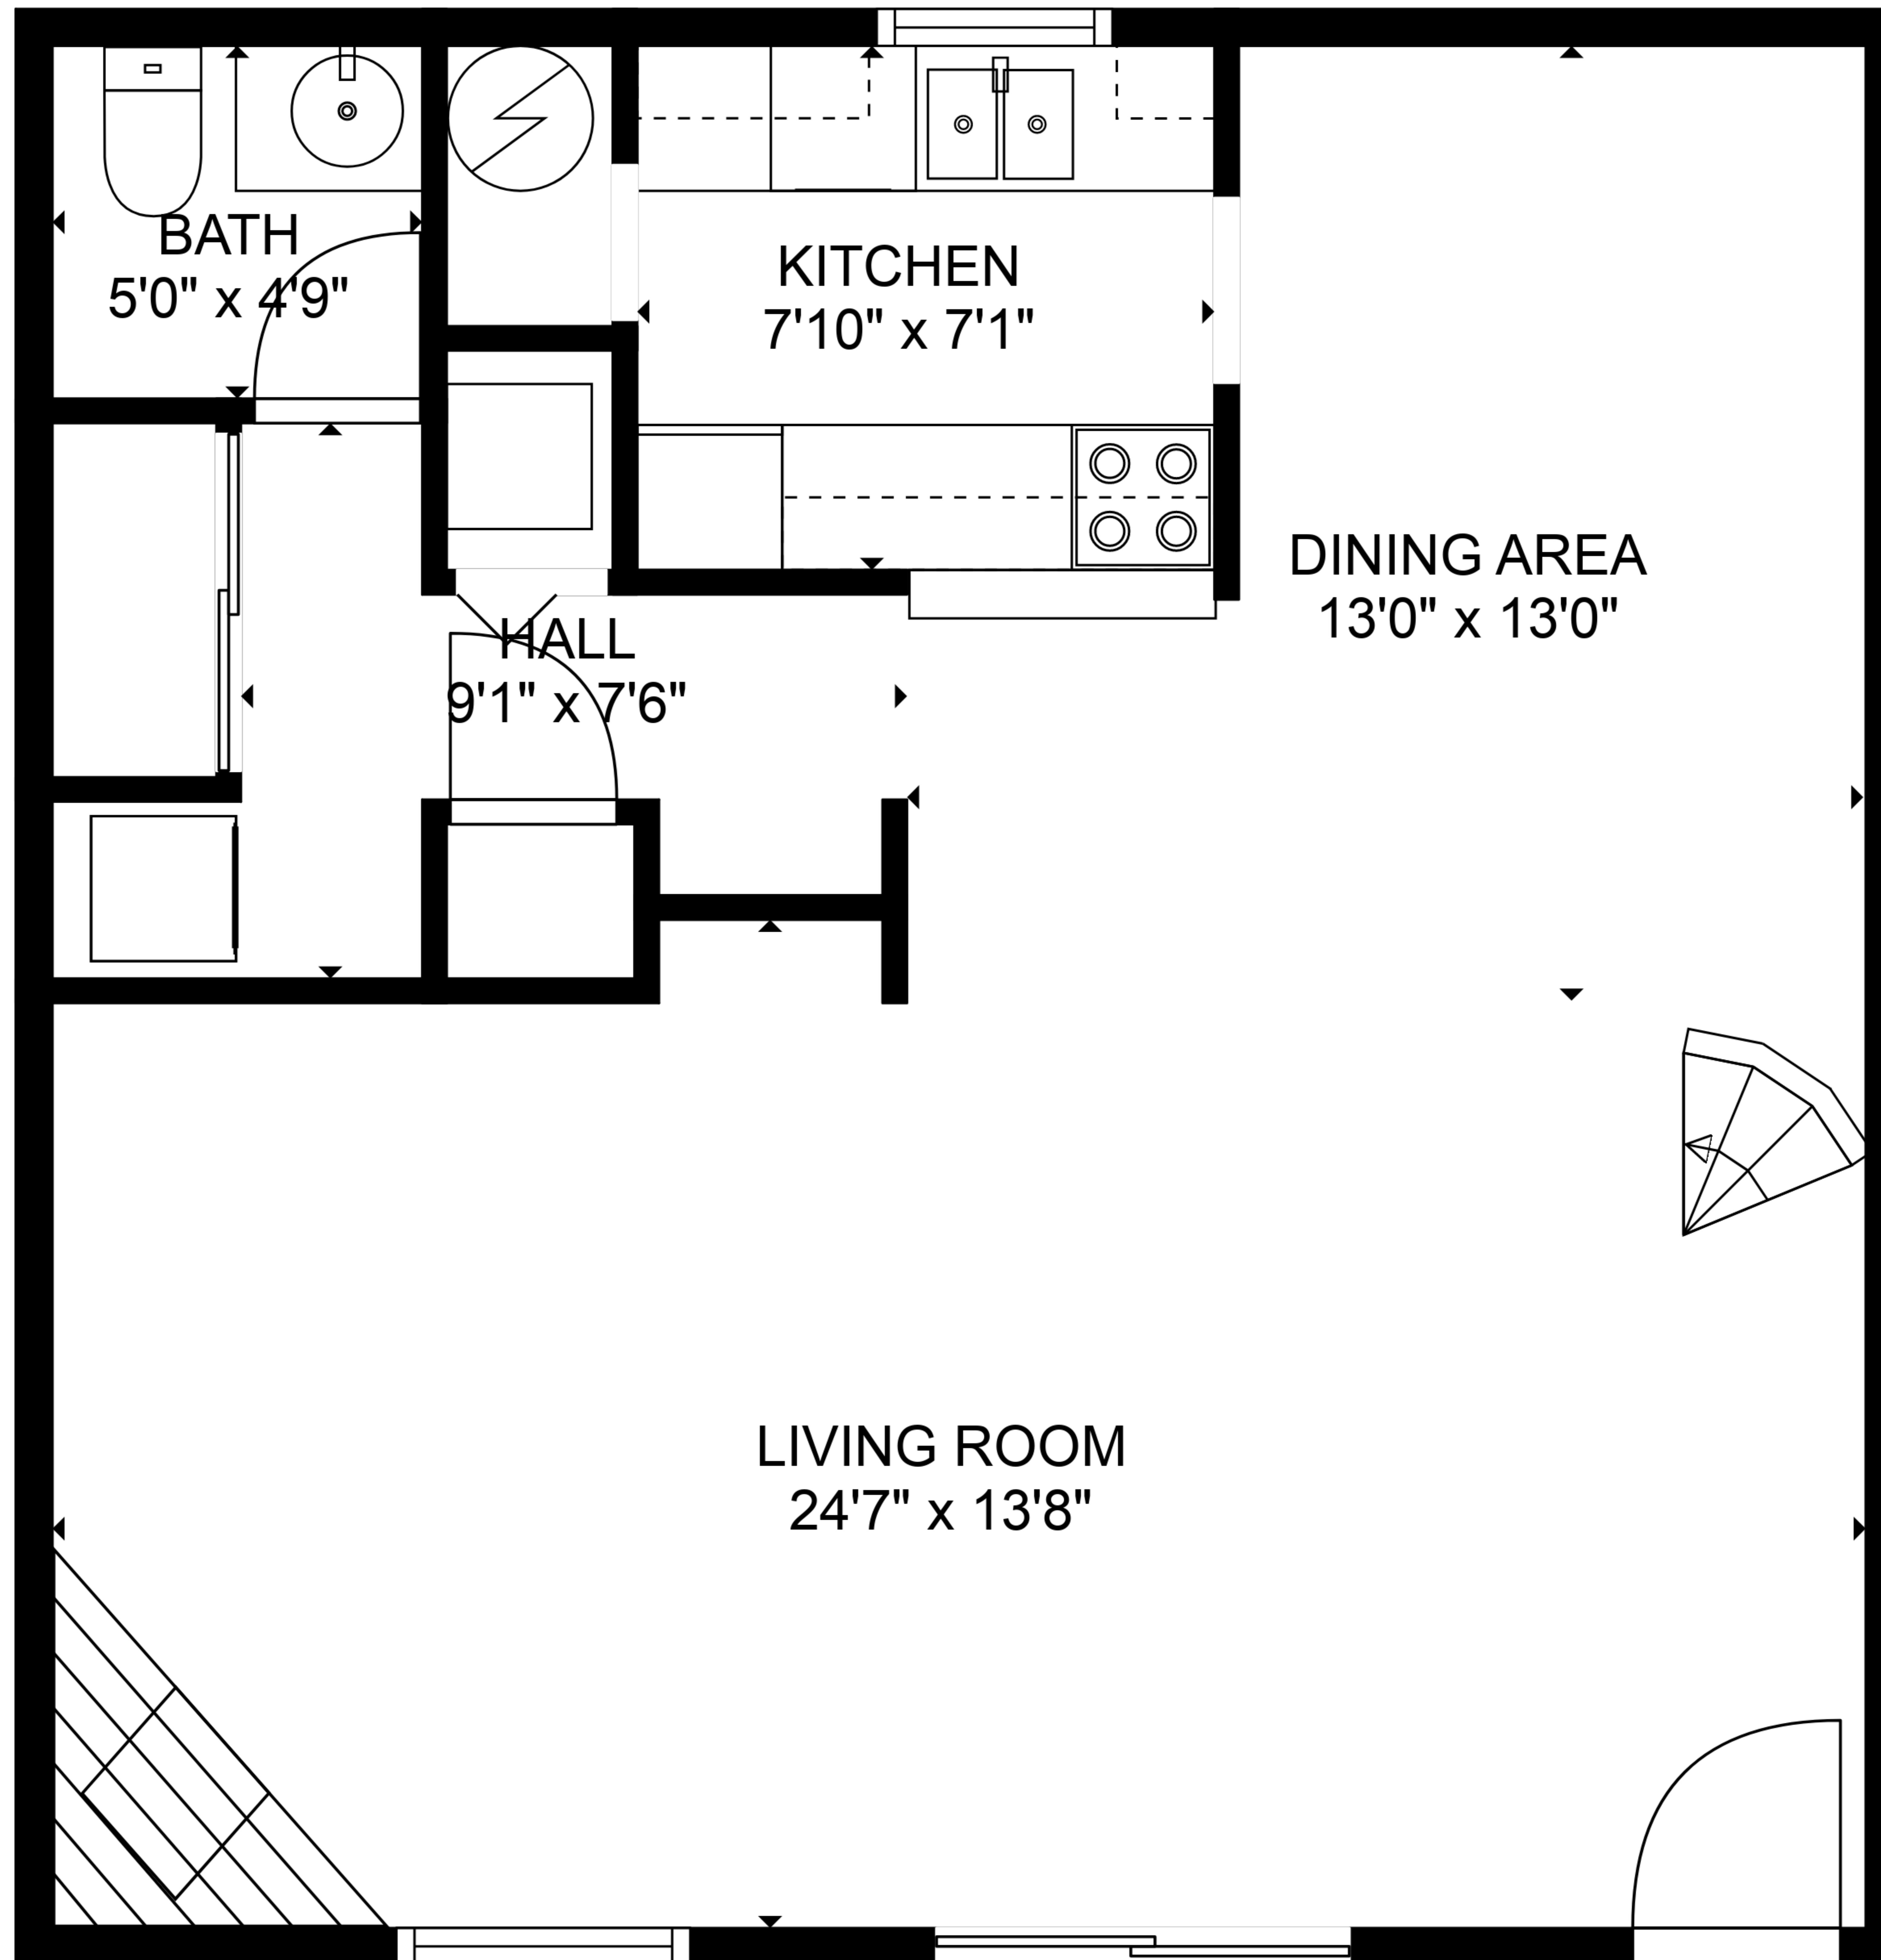 BATH
5'0" x 4'9"
KITCHEN
7'10" x 7'1"
DINING AREA
13'0" x 13'0"
HALL
9'1" x 7'6"
LIVING ROOM
24'7" x 13'8"